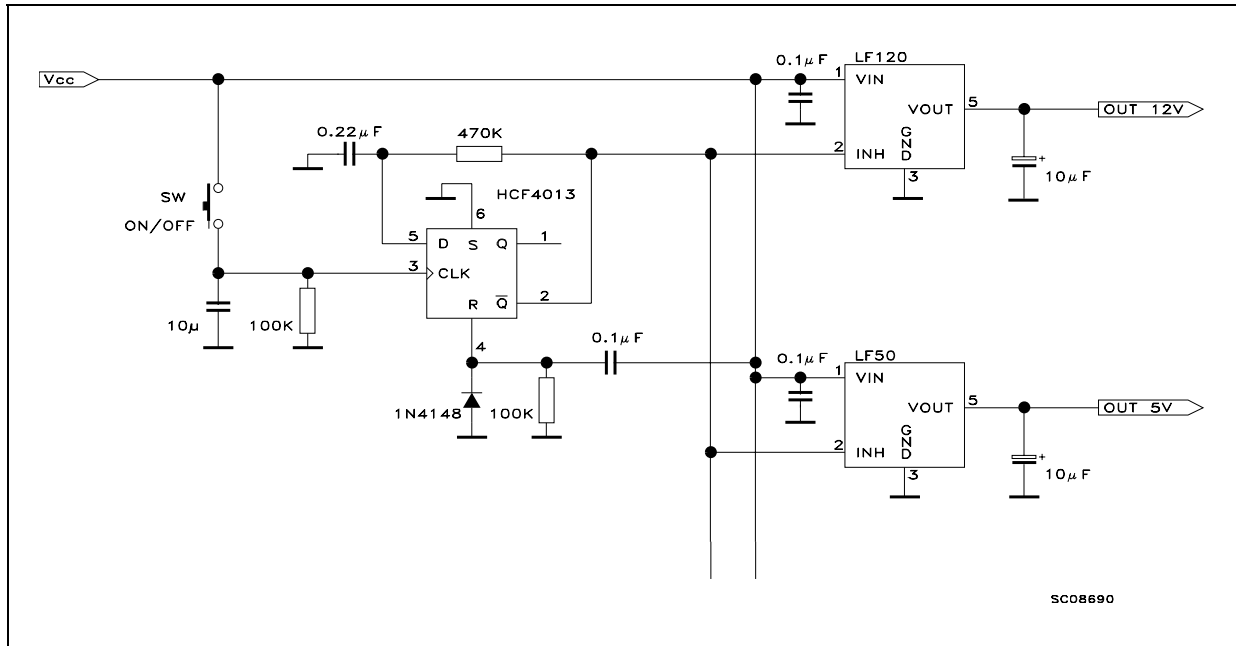 0.1μF
LF120
Vcc
1
VIN
VOUT
5
OUT 12V
0.22μF
470K
2
INH
GND
3
+
10μF
HCF4013
SW
ON/OFF
6
5
D
S
Q
1
3
CLK
R
Q̅
2
10μ
100K
4
0.1μF
1N4148
100K
0.1μF
LF50
1
VIN
VOUT
5
OUT 5V
2
INH
GND
3
+
10μF
SC08690